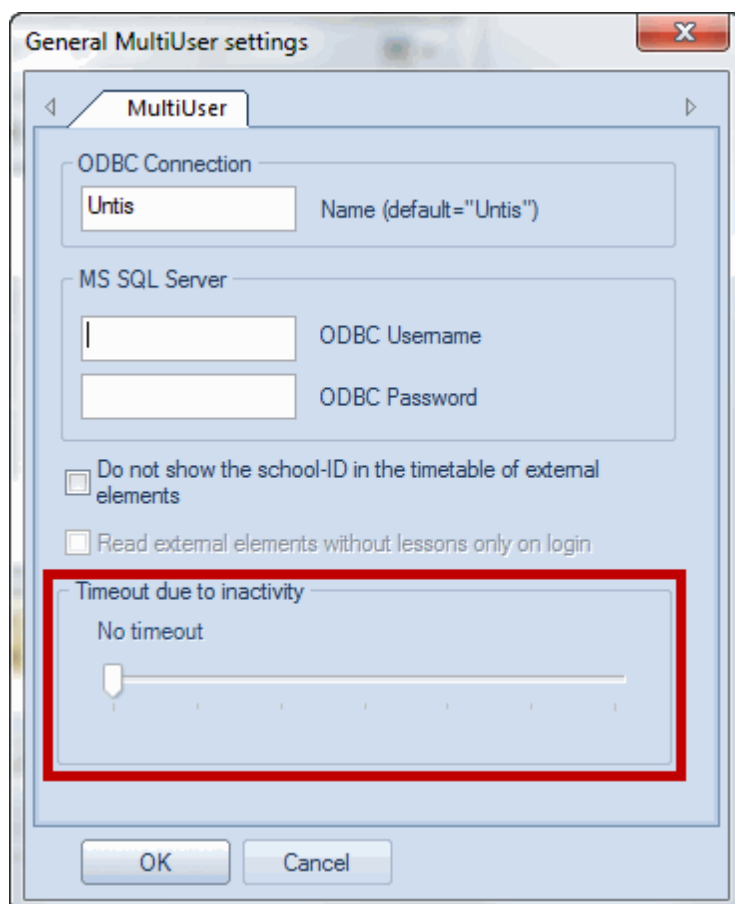 General MultiUser settings
MultiUser
ODBC Connection
Untis
Name (default="Untis")
MS SQL Server
ODBC Username
ODBC Password
Do not show the school-ID in the timetable of external
elements
Read external elements without lessons only on login
Timeout due to inactivity
No timeout
OK
Cancel